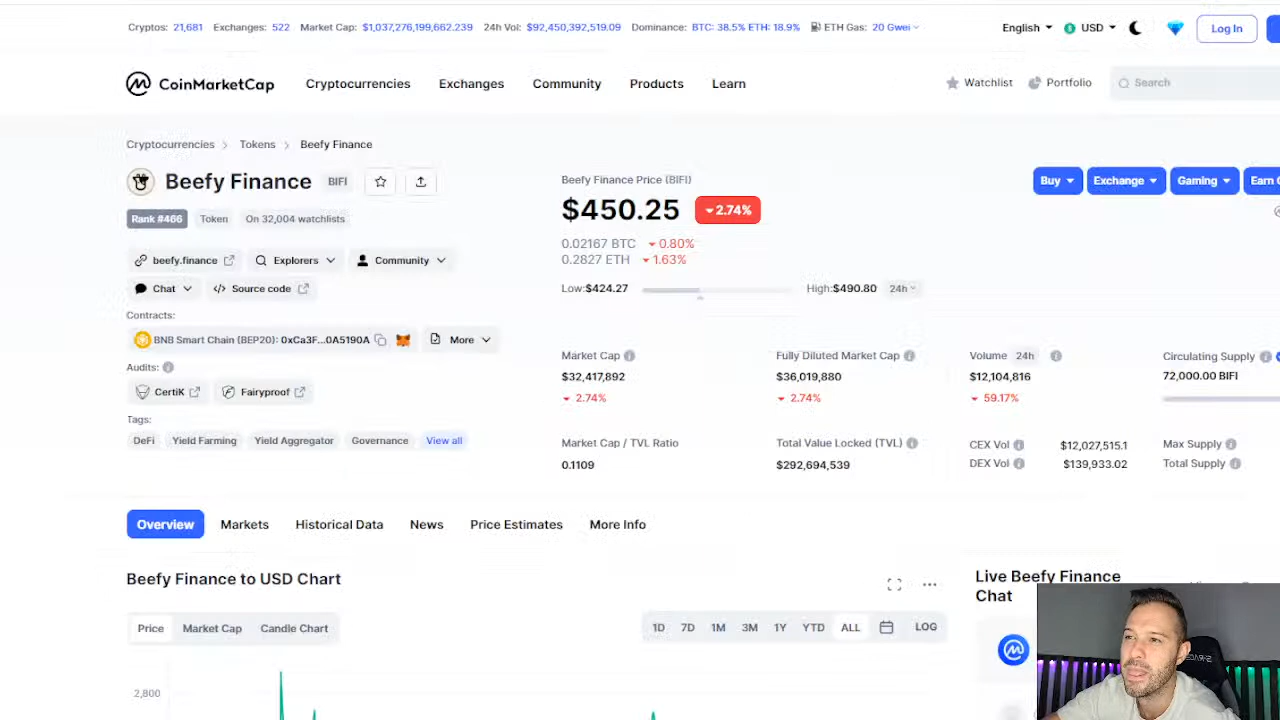 Cryptos: 21,681 Exchanges: 522 Market Cap: $1,037,276,199,662.239 24h Vol: $92,450,392,519.09 Dominance: BTC: 38.5% ETH: 18.9% ETH Gas: 20 Gwei English USD Log In
CoinMarketCap Cryptocurrencies Exchanges Community Products Learn Watchlist Portfolio Search
Cryptocurrencies Tokens Beefy Finance
Beefy Finance BIFI
Rank #466 Token On 32,004 watchlists
beefy.finance Explorers Community
Chat Source code
Contracts:
BNB Smart Chain (BEP20): 0xCa3F...0A5190A More
Audits:
CertiK Fairyproof
Tags:
DeFi Yield Farming Yield Aggregator Governance View all
Beefy Finance Price (BIFI)
$450.25 2.74%
0.02167 BTC 0.80%
0.2827 ETH 1.63%
Low:$424.27 High:$490.80 24h
Buy Exchange Gaming Earn
Market Cap
$32,417,892
2.74%
Fully Diluted Market Cap
$36,019,880
2.74%
Volume 24h
$12,104,816
59.17%
Circulating Supply
72,000.00 BIFI
Market Cap / TVL Ratio
0.1109
Total Value Locked (TVL)
$292,694,539
CEX Vol $12,027,515.1
DEX Vol $139,933.02
Max Supply
Total Supply
Overview Markets Historical Data News Price Estimates More Info
Beefy Finance to USD Chart
Price Market Cap Candle Chart 1D 7D 1M 3M 1Y YTD ALL LOG
2,800
Live Beefy Finance
Chat